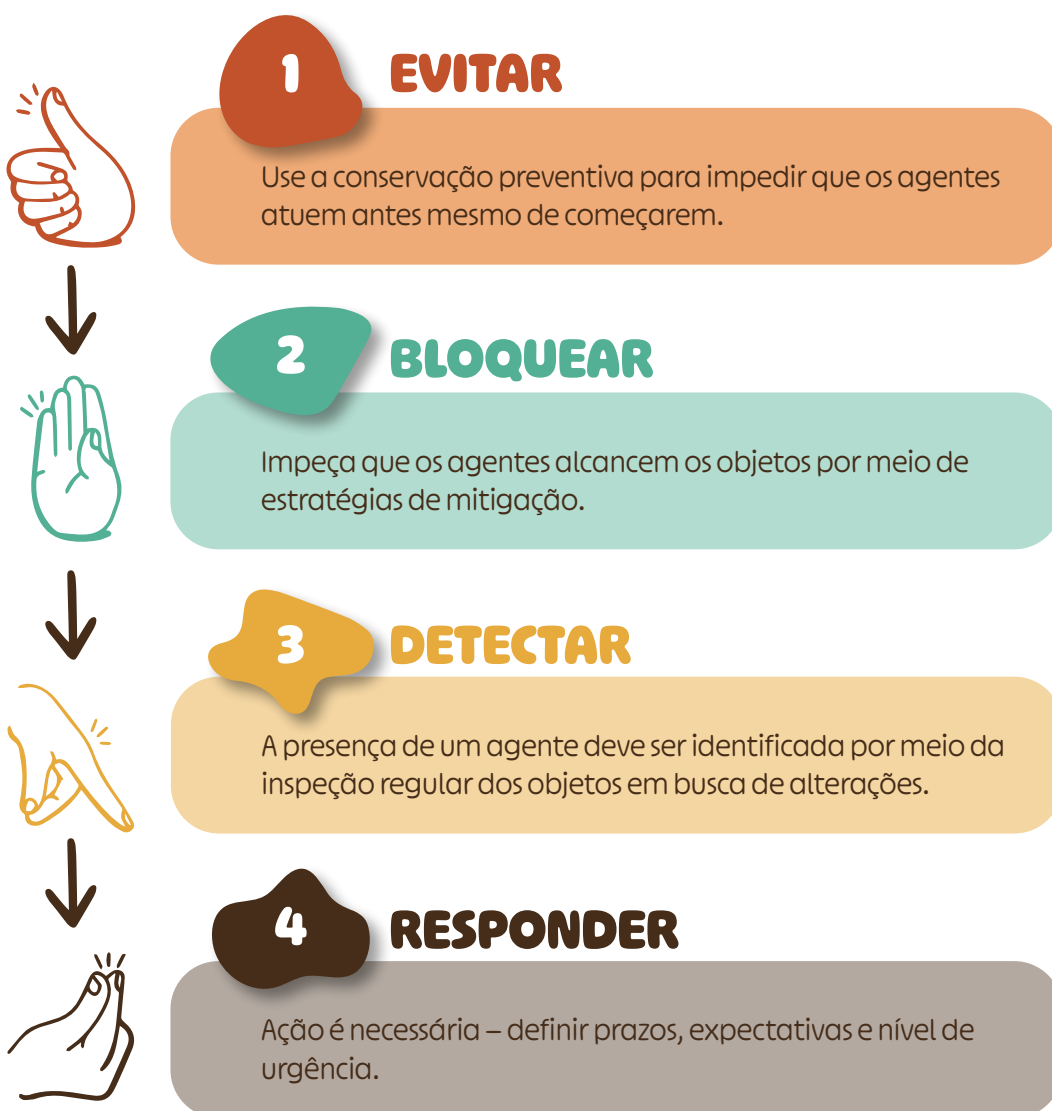 1 EVITAR
Use a conservação preventiva para impedir que os agentes
atuem antes mesmo de começarem.
2 BLOQUEAR
Impeça que os agentes alcancem os objetos por meio de
estratégias de mitigação.
3 DETECTAR
A presença de um agente deve ser identificada por meio da
inspeção regular dos objetos em busca de alterações.
4 RESPONDER
Ação é necessária – definir prazos, expectativas e nível de
urgência.